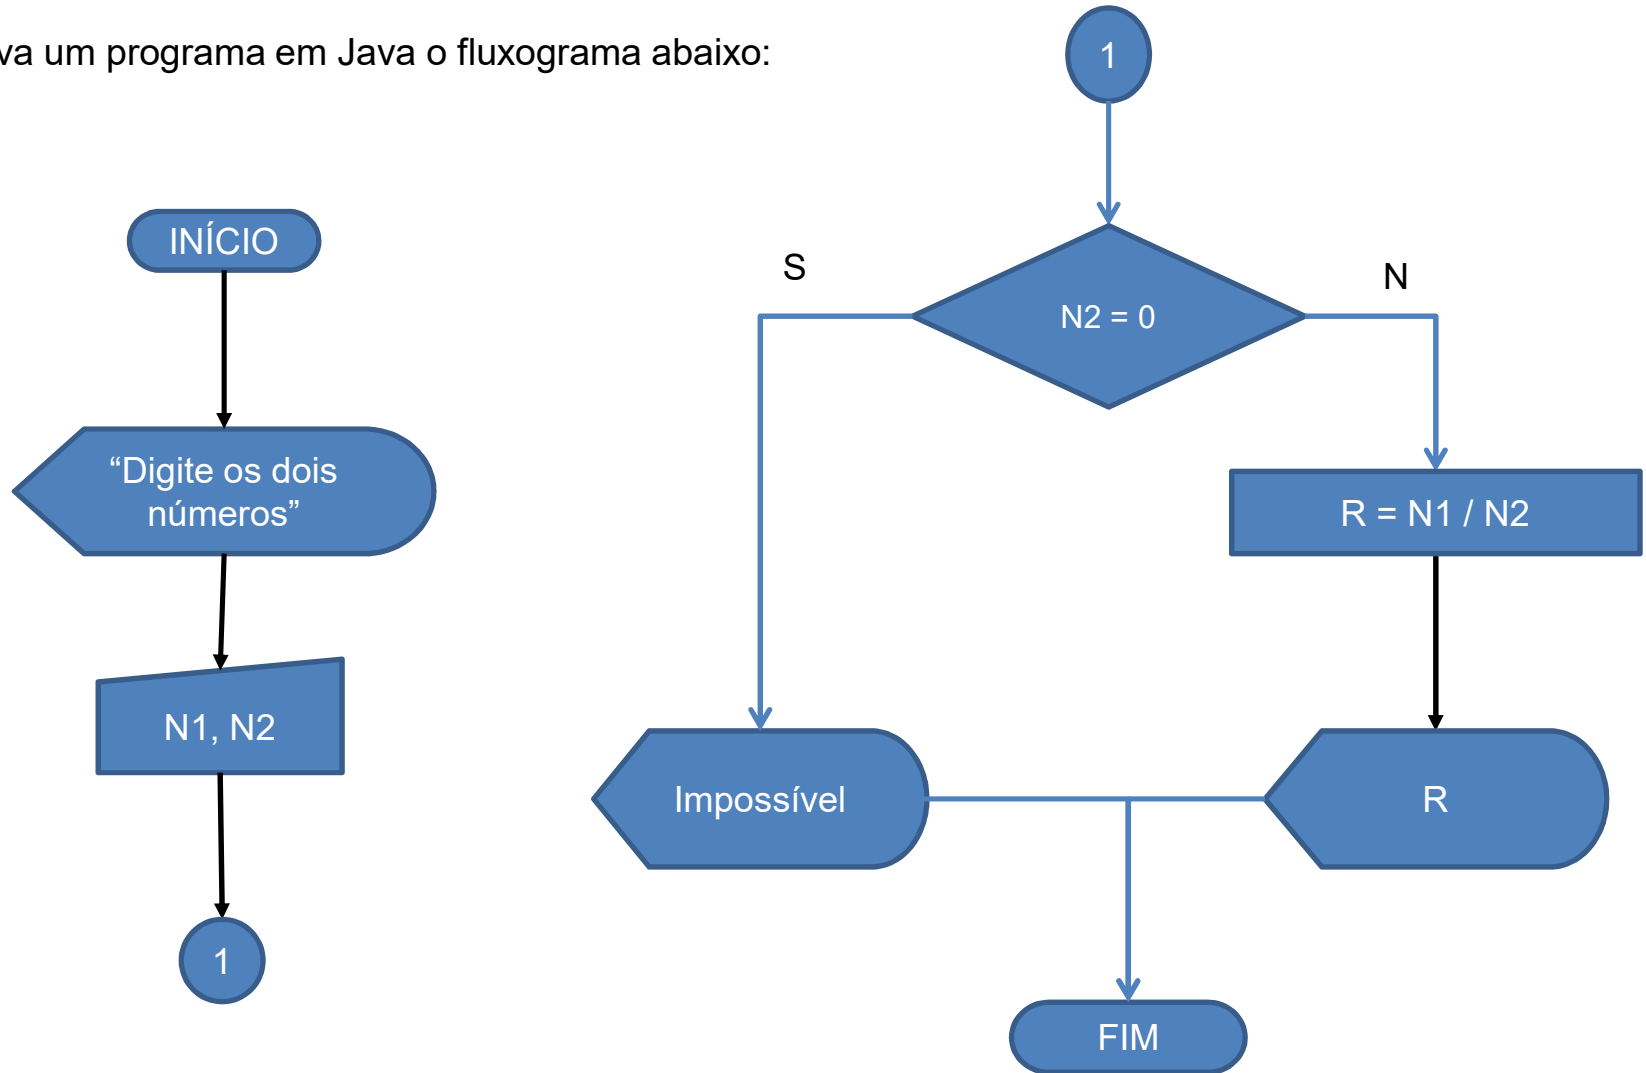 va um programa em Java o fluxograma abaixo:
INÍCIO
“Digite os dois
números”
N1, N2
1
1
N2 = 0
S
N
R = N1 / N2
Impossível
R
FIM